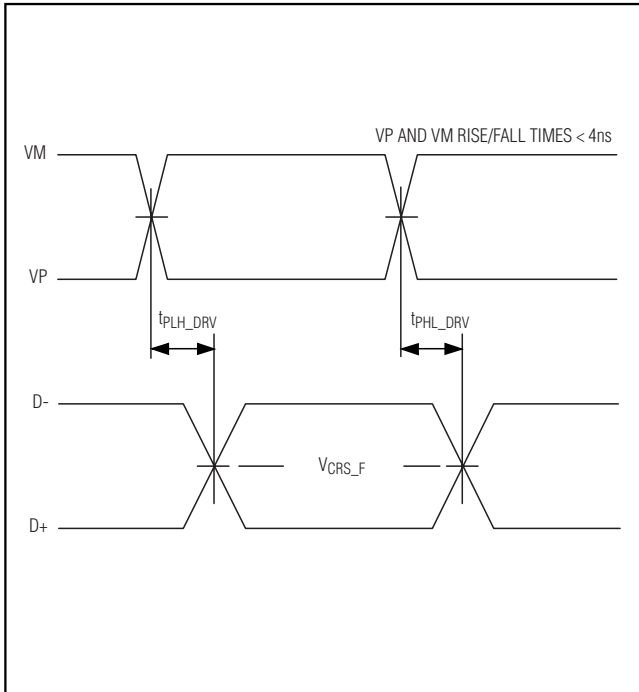 VP AND VM RISE/FALL TIMES < 4ns
VM
VP
tPLH_DRV
tPHL_DRV
D-
VCRS_F
D+